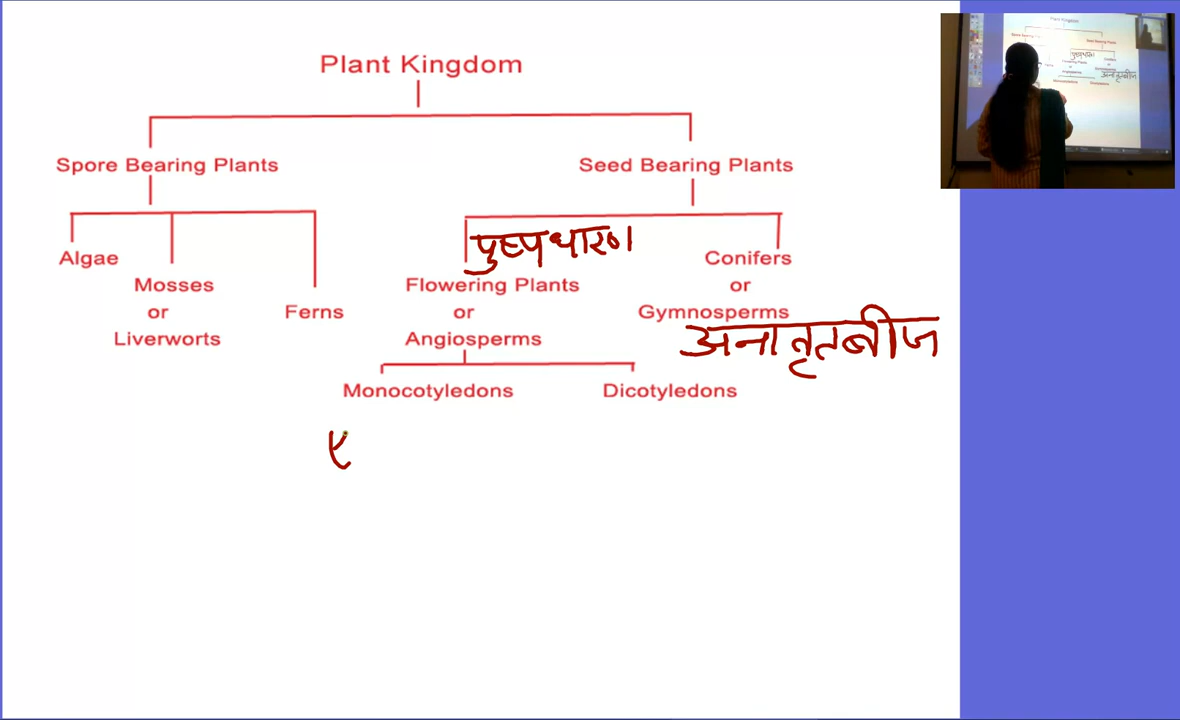 Plant Kingdom
Spore Bearing Plants
Seed Bearing Plants
Algae
Mosses
or
Liverworts
Ferns
पुष्पधारण
Flowering Plants
or
Angiosperms
Conifers
or
Gymnosperms
अनावृतबीज
Monocotyledons
Dicotyledons
ए